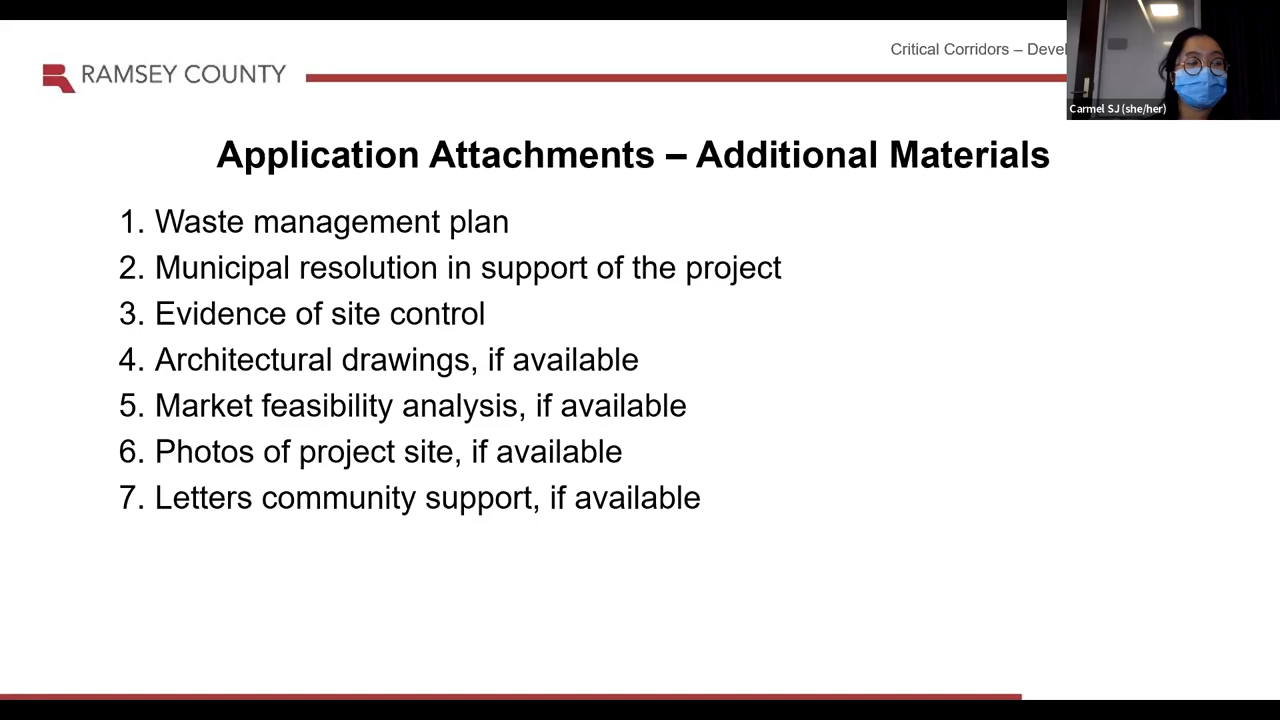 Critical Corridors –
RAMSEY COUNTY
Carmel SJ (she/her)
Application Attachments – Additional Materials
1. Waste management plan
2. Municipal resolution in support of the project
3. Evidence of site control
4. Architectural drawings, if available
5. Market feasibility analysis, if available
6. Photos of project site, if available
7. Letters community support, if available